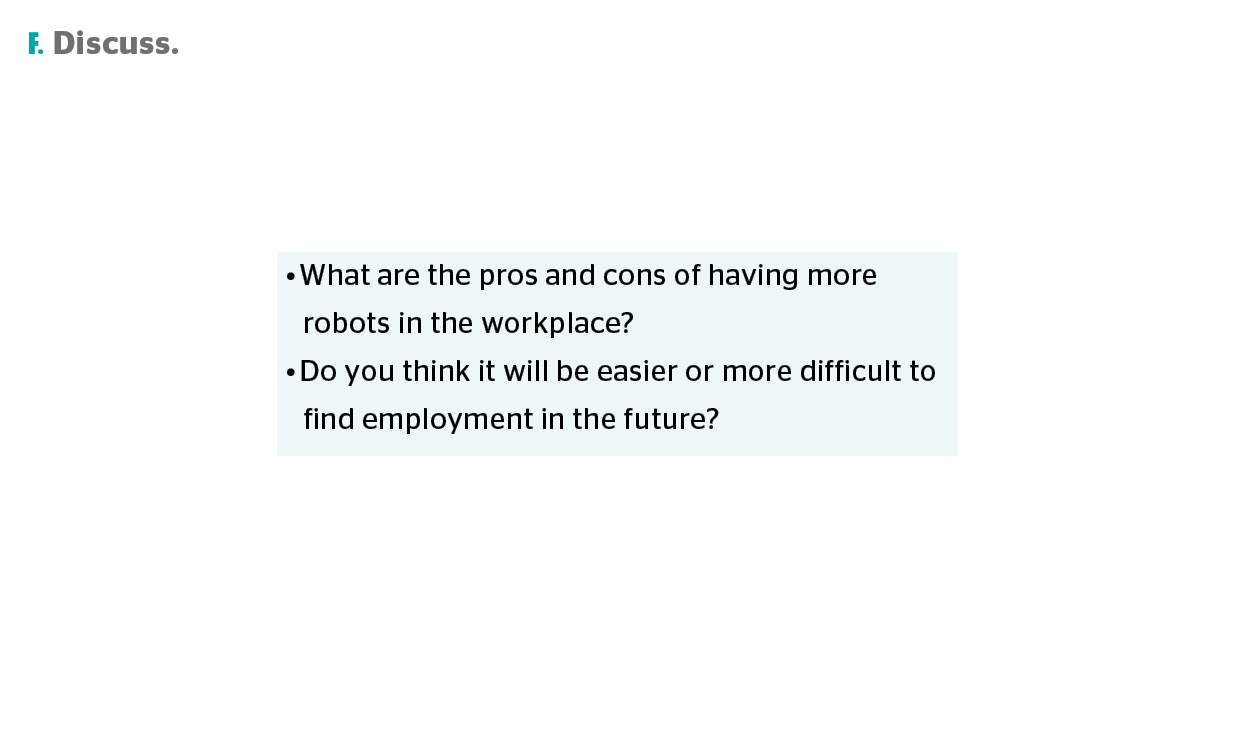 F. Discuss.
•What are the pros and cons of having more
robots in the workplace?
•Do you think it will be easier or more difficult to
find employment in the future?